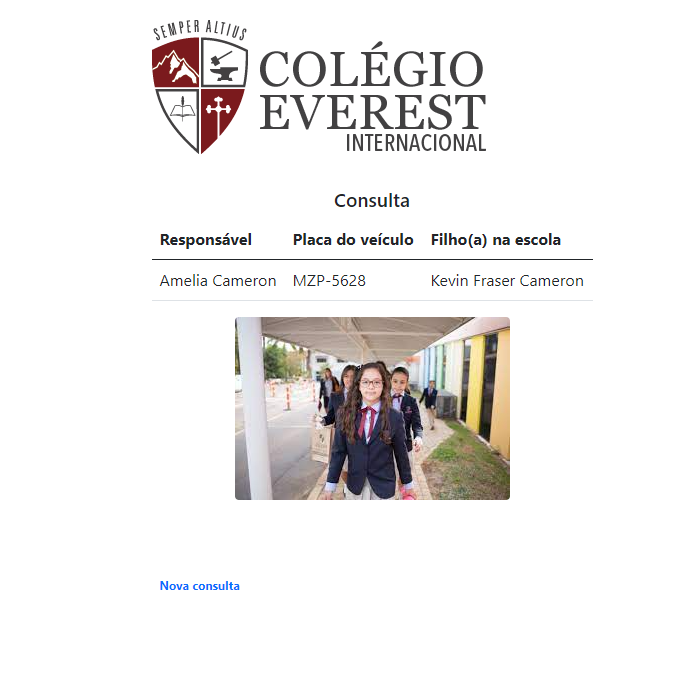 SEMPER ALTIUS
COLÉGIO
EVEREST
INTERNACIONAL
Consulta
Responsável Placa do veículo Filho(a) na escola
Amelia Cameron MZP-5628 Kevin Fraser Cameron
Nova consulta